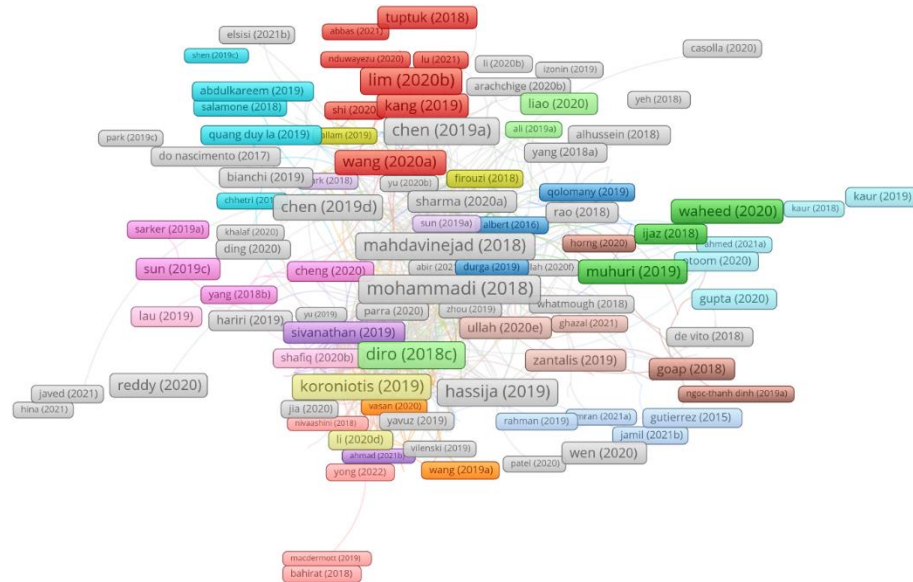 tuptuk (2018)
abbas (2021)
elsisi (2021b)
casolla (2020)
shen (2019c)
nduwayezu (2020)
lu (2021)
li (2020b)
izonin (2019)
lim (2020b)
arachchige (2020b)
abdulkareem (2019)
salamone (2018)
shi (2020)
kang (2019)
liao (2020)
yeh (2018)
quang duy la (2019)
(2019)
chen (2019a)
ali (2019a)
alhussein (2018)
park (2019c)
do nascimento (2017)
wang (2020a)
yang (2018a)
bianchi (2019)
(2018)
yu (2020b)
firouzi (2018)
qolomany (2019)
kaur (2019)
chhetri
chen (2019d)
sharma (2020a)
rao (2018)
waheed (2020)
kaur (2018)
sarker (2019a)
khalaf (2020)
sun (2019a)
albert (2016)
ijaz (2018)
ding (2020)
mahdavinejad (2018)
horng (2020)
ahmed (2021a)
sun (2019c)
cheng (2020)
abir
durga (2019)
muhuri (2019)
(2020)
yang (2018b)
mohammadi (2018)
whatmough (2018)
gupta (2020)
lau (2019)
hariri (2019)
yu (2019)
parra (2020)
zhou (2019)
sivanathan (2019)
ullah (2020e)
ghazal (2021)
de vito (2018)
shafiq (2020b)
diro (2018c)
zantalis (2019)
goap (2018)
reddy (2020)
koroniotis (2019)
hassija (2019)
javed (2021)
ngoc-thanh dinh (2019a)
hina (2021)
jia (2020)
vasan (2020)
nivaashini (2018)
yavuz (2019)
rahman (2019)
gutierrez (2015)
li (2020d)
jamil (2021b)
vilenski (2019)
wen (2020)
ahmad (2021b)
yong (2022)
wang (2019a)
patel (2020)
macdermott (2019)
bahirat (2018)